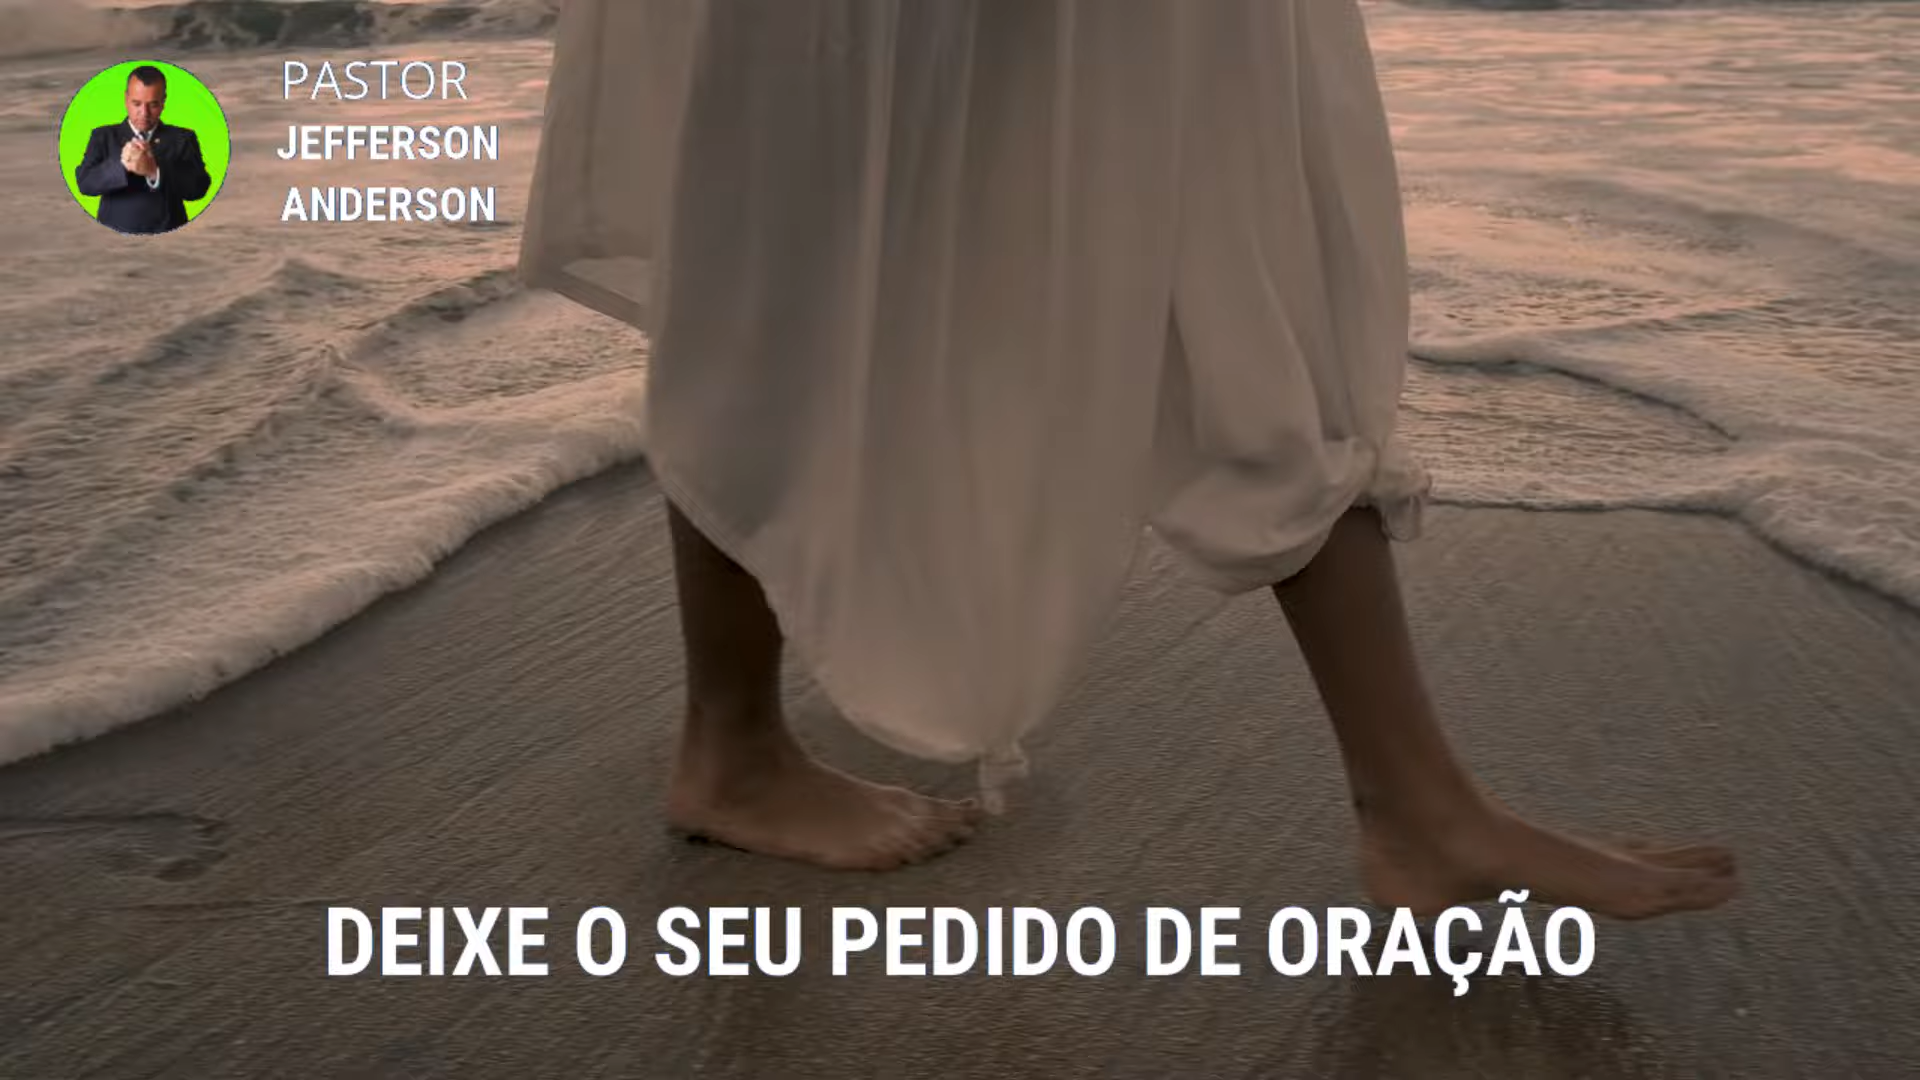 PASTOR
JEFFERSON
ANDERSON
DEIXE O SEU PEDIDO DE ORAÇÃO